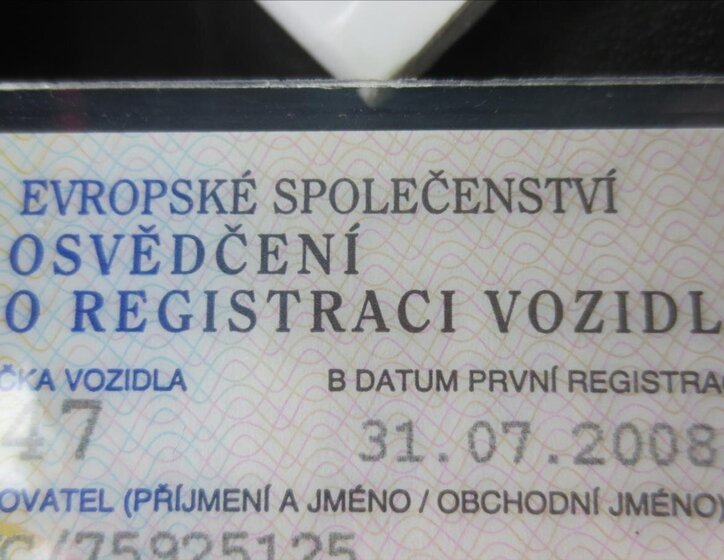 EVROPSKÉ SPOLEČENSTVÍ
OSVĚDČENÍ
O REGISTRACI VOZIDL
ČKA VOZIDLA B DATUM PRVNÍ REGISTRA
47 31.07.2008
OVATEL (PŘÍJMENÍ A JMÉNO / OBCHODNÍ JMÉNO)
C/75925125